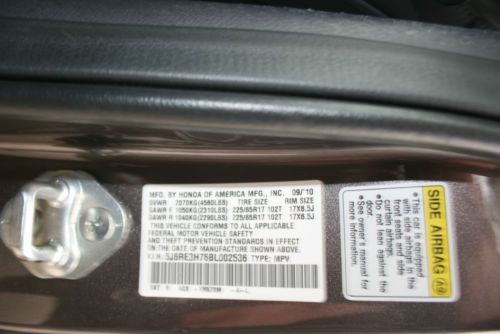 MFD. BY HONDA OF AMERICA MFG., INC. 09/10
GVWR 2070KG(4560LBS) TIRE SIZE RIM SIZE
GAWR F 1050KG(2310LBS) 225/65R17 102T 17X6.5J
GAWR R 1040KG(2290LBS) 225/65R17 102T 17X6.5J
THIS VEHICLE CONFORMS TO ALL APPLICABLE
FEDERAL MOTOR VEHICLE SAFETY
AND THEFT PREVENTION STANDARDS IN EFFECT
ON THE DATE OF MANUFACTURE SHOWN ABOVE.
V.I.N: 5J6RE3H76BL002536 TYPE: MPV
SIDE AIRBAG
• This car is equipped
with side airbags in
front seats and side
curtain airbags.
• Do not lean against
the door.
• See owner's manual for
more information.